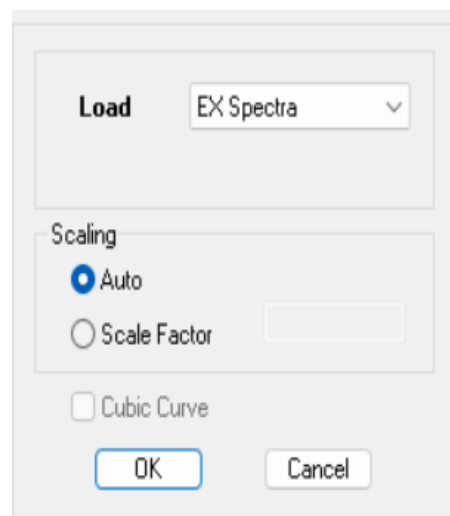 Load EX Spectra
Scaling
Auto
Scale Factor
Cubic Curve
OK Cancel